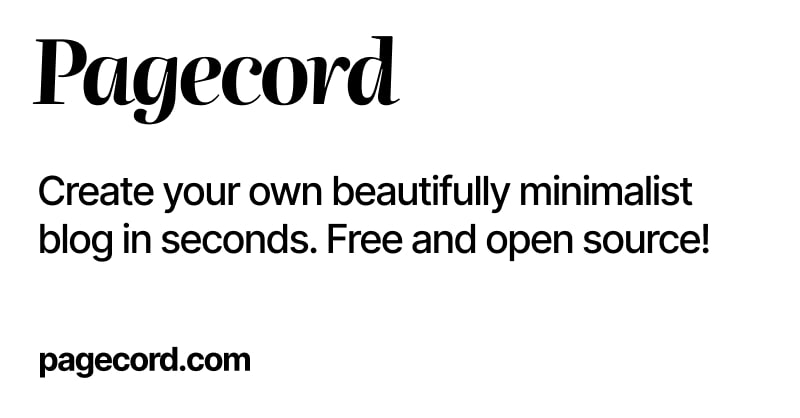 Pagecord
Create your own beautifully minimalist
blog in seconds. Free and open source!
pagecord.com